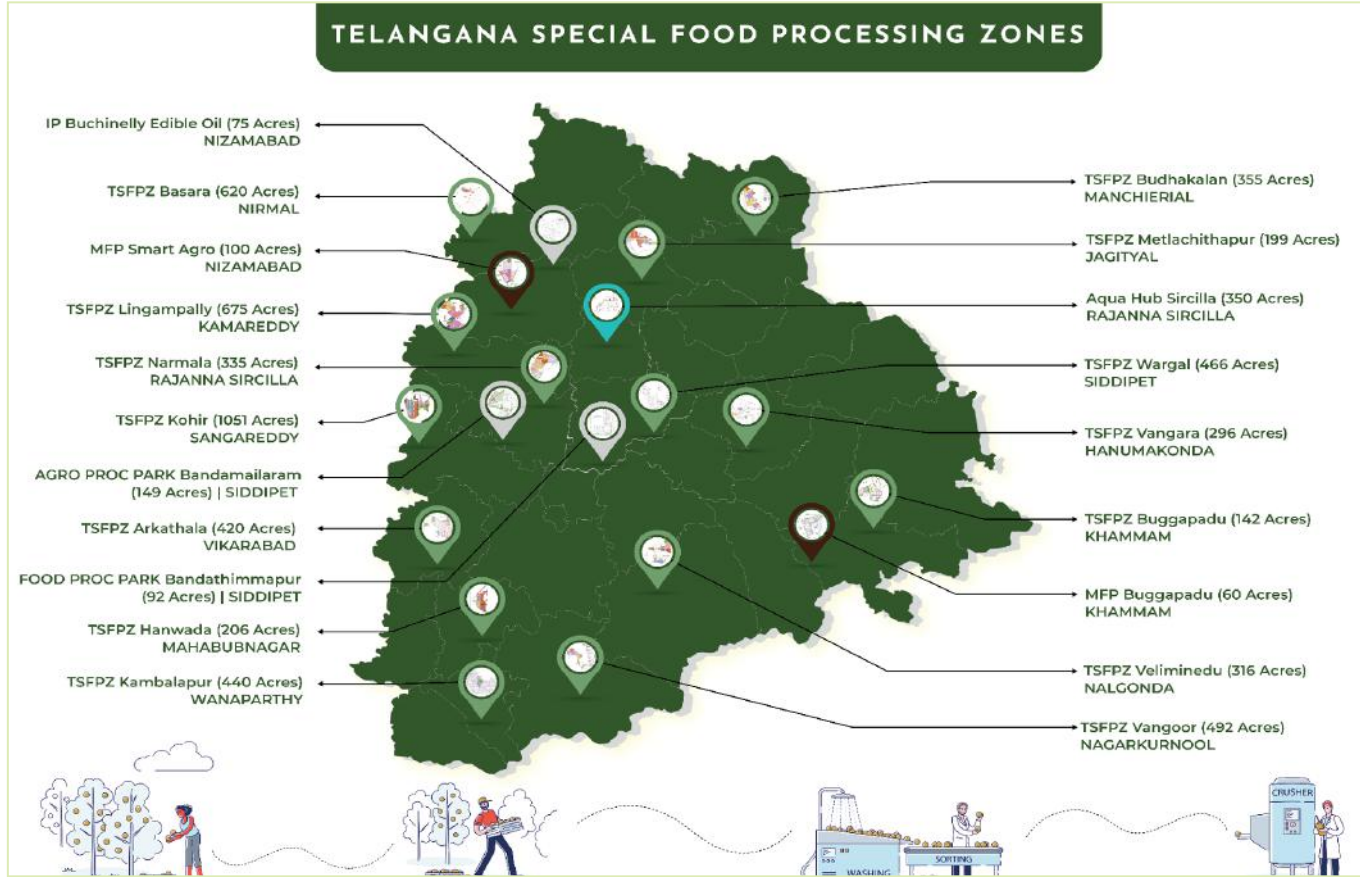 TELANGANA SPECIAL FOOD PROCESSING ZONES
IP Buchinelly Edible Oil (75 Acres)
NIZAMABAD
TSFPZ Basara (620 Acres)
NIRMAL
MFP Smart Agro (100 Acres)
NIZAMABAD
TSFPZ Lingampally (675 Acres)
KAMAREDDY
TSFPZ Narmala (335 Acres)
RAJANNA SIRCILLA
TSFPZ Kohir (1051 Acres)
SANGAREDDY
AGRO PROC PARK Bandamailaram
(149 Acres) | SIDDIPET
TSFPZ Arkathala (420 Acres)
VIKARABAD
FOOD PROC PARK Bandathimmapur
(92 Acres) | SIDDIPET
TSFPZ Hanwada (206 Acres)
MAHABUBNAGAR
TSFPZ Kambalapur (440 Acres)
WANAPARTHY
TSFPZ Budhakalan (355 Acres)
MANCHIERIAL
TSFPZ Metlachithapur (199 Acres)
JAGITYAL
Aqua Hub Sircilla (350 Acres)
RAJANNA SIRCILLA
TSFPZ Wargal (466 Acres)
SIDDIPET
TSFPZ Vangara (296 Acres)
HANUMAKONDA
TSFPZ Buggapadu (142 Acres)
KHAMMAM
MFP Buggapadu (60 Acres)
KHAMMAM
TSFPZ Veliminedu (316 Acres)
NALGONDA
TSFPZ Vangoor (492 Acres)
NAGARKURNOOL
WASHING
SORTING
CRUSHER